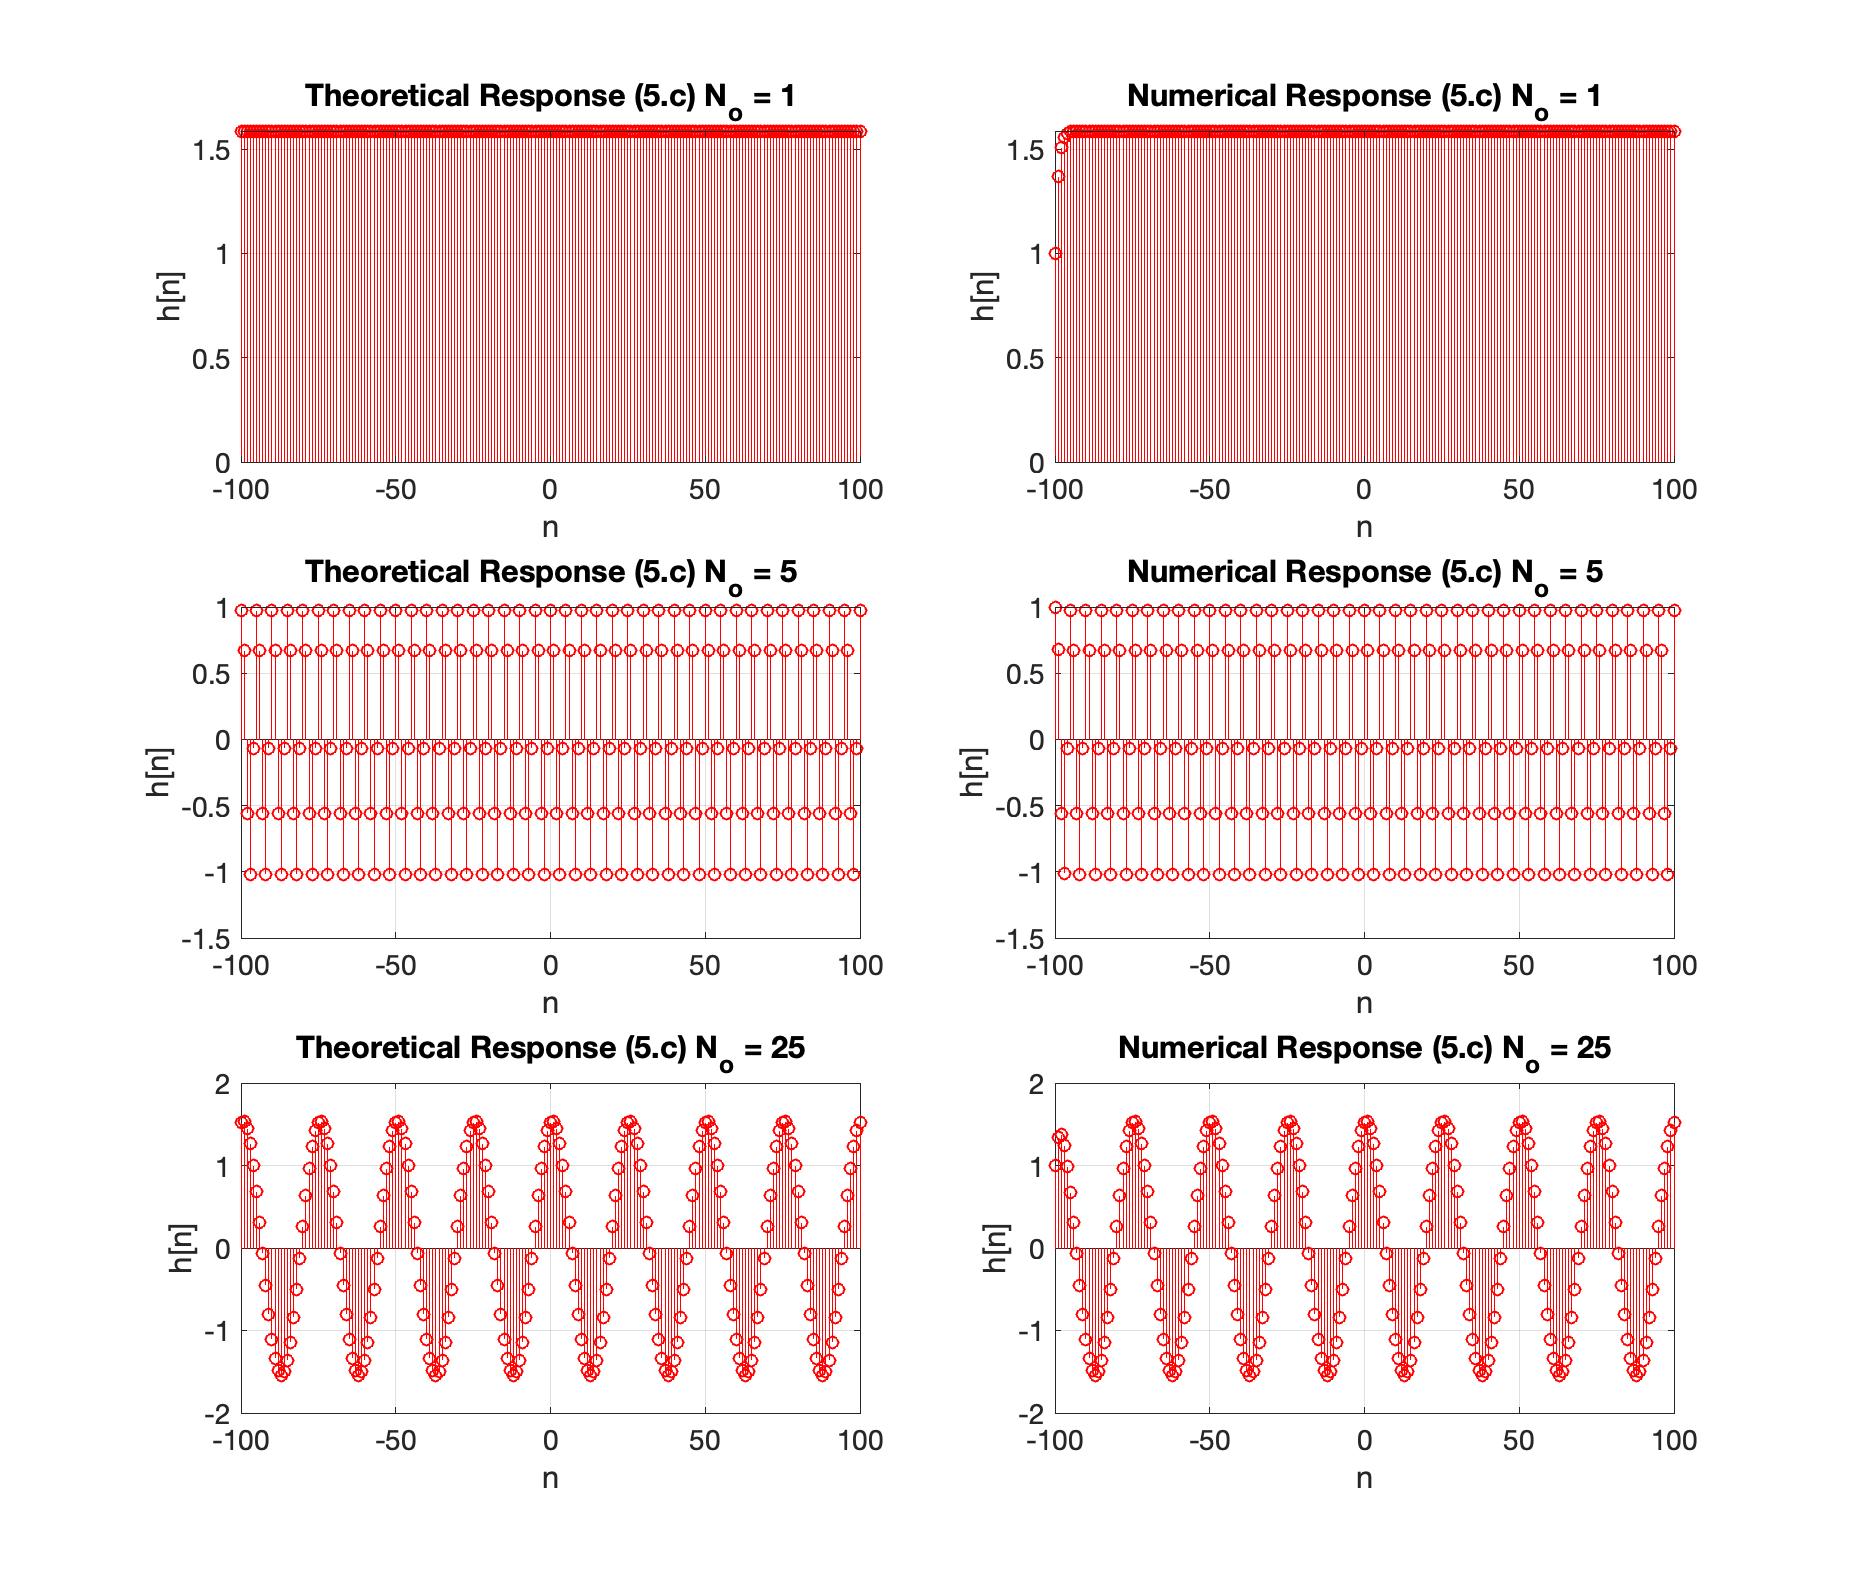 Theoretical Response (5.c) N_o = 1
1.5
1
0.5
0
h[n]
-100 -50 0 50 100
n
Numerical Response (5.c) N_o = 1
1.5
1
0.5
0
h[n]
-100 -50 0 50 100
n
Theoretical Response (5.c) N_o = 5
1
0.5
0
-0.5
-1
-1.5
h[n]
-100 -50 0 50 100
n
Numerical Response (5.c) N_o = 5
1
0.5
0
-0.5
-1
-1.5
h[n]
-100 -50 0 50 100
n
Theoretical Response (5.c) N_o = 25
2
1
0
-1
-2
h[n]
-100 -50 0 50 100
n
Numerical Response (5.c) N_o = 25
2
1
0
-1
-2
h[n]
-100 -50 0 50 100
n